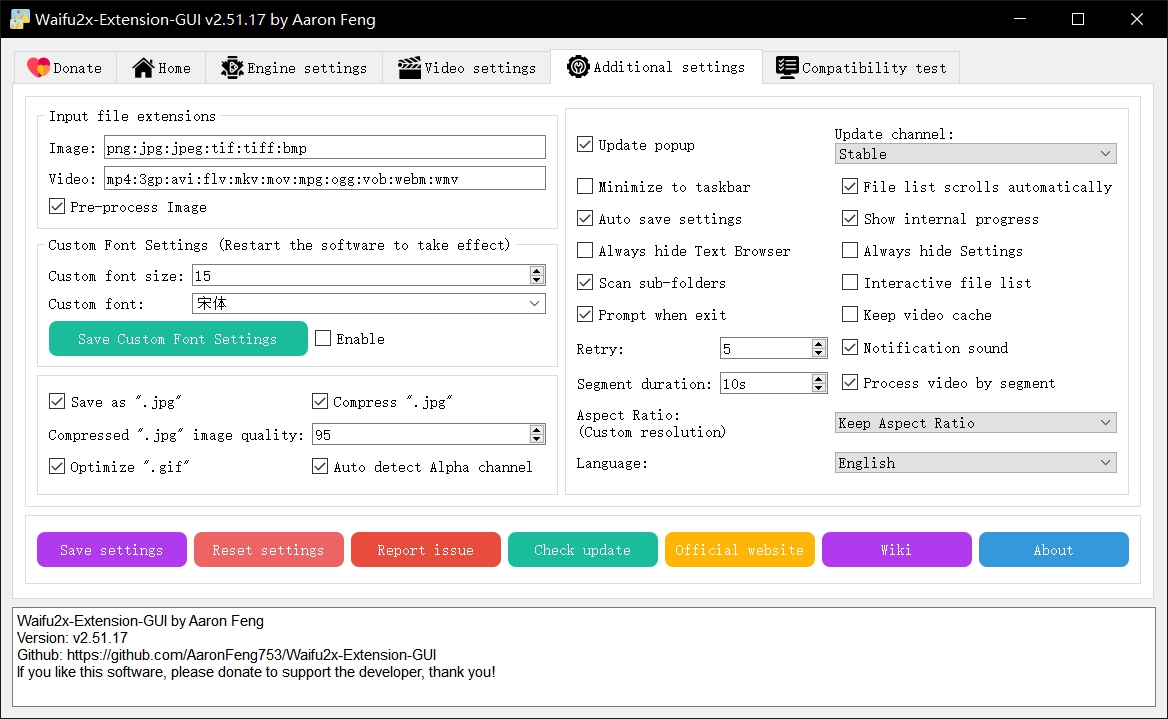 Waifu2x-Extension-GUI v2.51.17 by Aaron Feng
Donate
Home
Engine settings
Video settings
Additional settings
Compatibility test
Input file extensions
Image: png:jpg:jpeg:tif:tiff:bmp
Video: mp4:3gp:avi:flv:mkv:mov:mpg:ogg:vob:webm:wmv
Pre-process Image
Custom Font Settings (Restart the software to take effect)
Custom font size: 15
Custom font: 宋体
Save Custom Font Settings
Enable
Save as ".jpg"
Compress ".jpg"
Compressed ".jpg" image quality: 95
Optimize ".gif"
Auto detect Alpha channel
Update popup
Update channel:
Stable
Minimize to taskbar
File list scrolls automatically
Auto save settings
Show internal progress
Always hide Text Browser
Always hide Settings
Scan sub-folders
Interactive file list
Prompt when exit
Keep video cache
Retry: 5
Notification sound
Segment duration: 10s
Process video by segment
Aspect Ratio:
(Custom resolution)
Keep Aspect Ratio
Language:
English
Save settings
Reset settings
Report issue
Check update
Official website
Wiki
About
Waifu2x-Extension-GUI by Aaron Feng
Version: v2.51.17
Github: https://github.com/AaronFeng753/Waifu2x-Extension-GUI
If you like this software, please donate to support the developer, thank you!